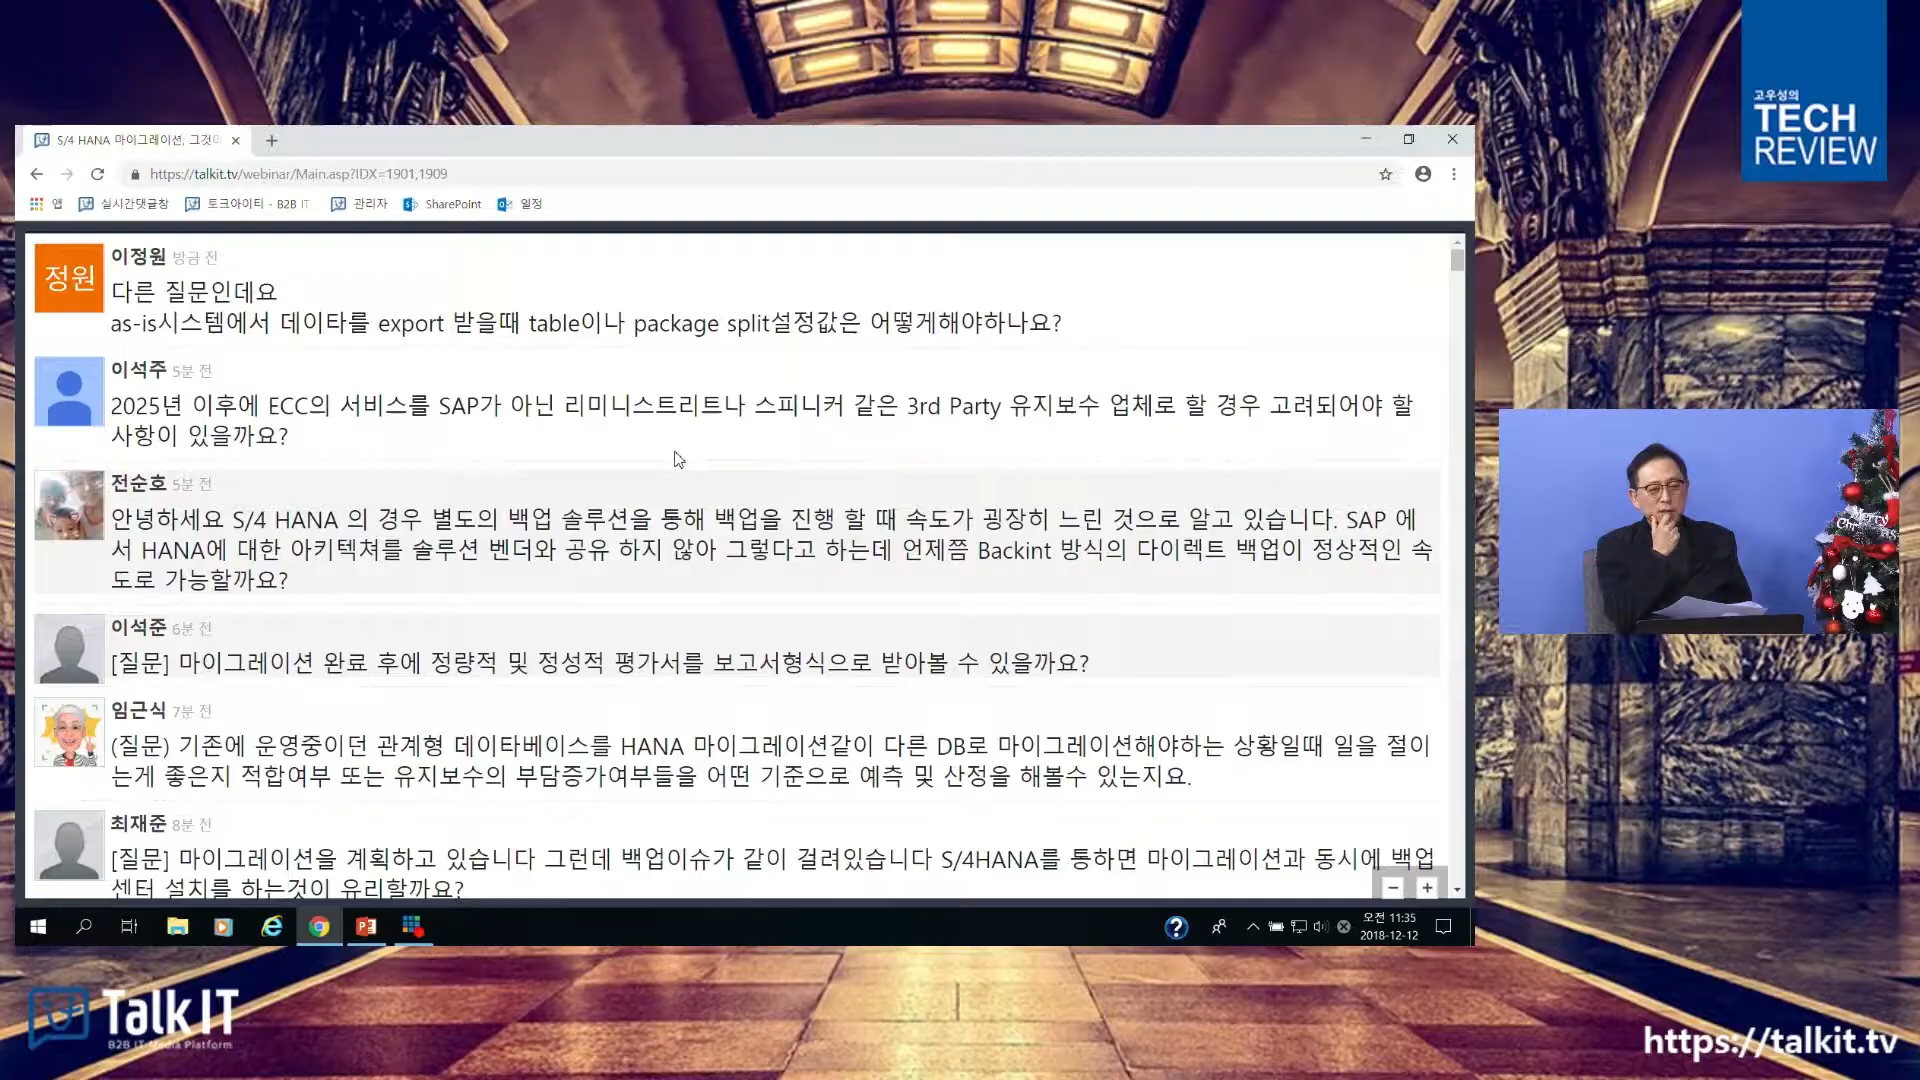 고우성의
TECH
REVIEW
S/4 HANA 마이그레이션, 그것이
https://talkit.tv/webinar/Main.asp?IDX=1901,1909
앱 실시간댓글창 토크아이티 - B2B IT 관리자 SharePoint 일정
정원
이정원 방금 전
다른 질문인데요
as-is시스템에서 데이타를 export 받을때 table이나 package split설정값은 어떻게해야하나요?
이석주 5분 전
2025년 이후에 ECC의 서비스를 SAP가 아닌 리미니스트리트나 스피니커 같은 3rd Party 유지보수 업체로 할 경우 고려되어야 할
사항이 있을까요?
전순호 5분 전
안녕하세요 S/4 HANA 의 경우 별도의 백업 솔루션을 통해 백업을 진행 할 때 속도가 굉장히 느린 것으로 알고 있습니다. SAP 에
서 HANA에 대한 아키텍쳐를 솔루션 벤더와 공유 하지 않아 그렇다고 하는데 언제쯤 Backint 방식의 다이렉트 백업이 정상적인 속
도로 가능할까요?
이석준 6분 전
[질문] 마이그레이션 완료 후에 정량적 및 정성적 평가서를 보고서형식으로 받아볼 수 있을까요?
임근식 7분 전
(질문) 기존에 운영중이던 관계형 데이타베이스를 HANA 마이그레이션같이 다른 DB로 마이그레이션해야하는 상황일때 일을 절이
는게 좋은지 적합여부 또는 유지보수의 부담증가여부들을 어떤 기준으로 예측 및 산정을 해볼수 있는지요.
최재준 8분 전
[질문] 마이그레이션을 계획하고 있습니다 그런데 백업이슈가 같이 걸려있습니다 S/4HANA를 통하면 마이그레이션과 동시에 백업
센터 설치를 하는것이 유리할까요?
오전 11:35
2018-12-12
Merry
Talk IT
B2B IT Media Platform
https://talkit.tv